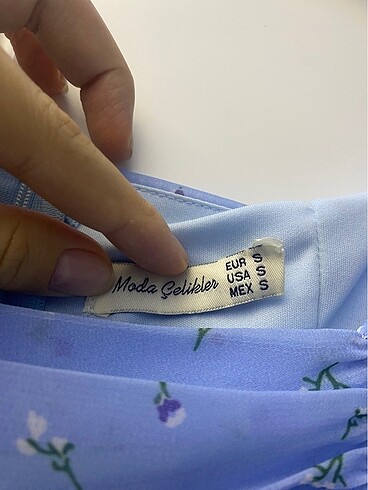 Moda Çelikler
EUR S
USA S
MEX S